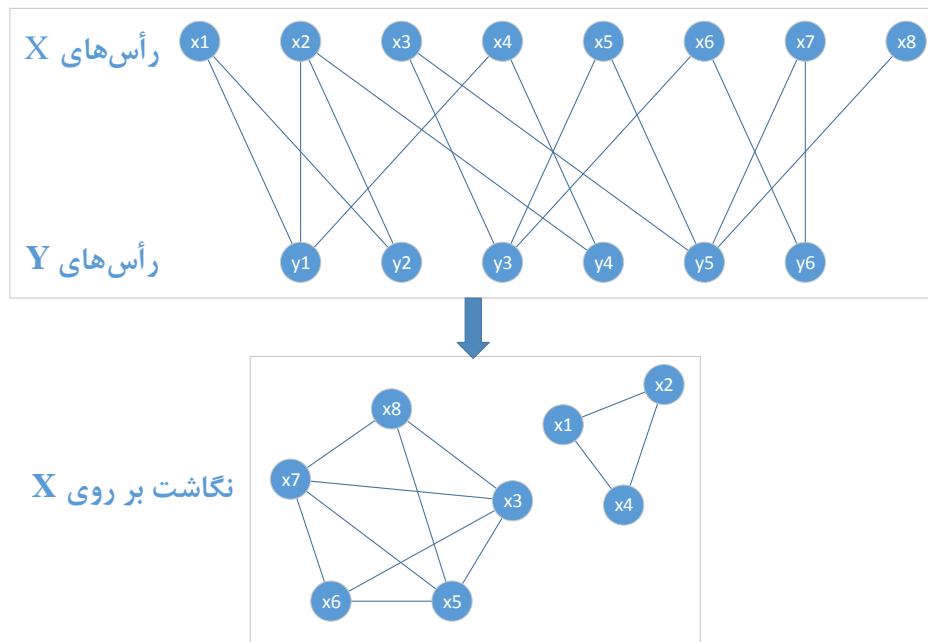 رأس‌های X
x1 x2 x3 x4 x5 x6 x7 x8
رأس‌های Y
y1 y2 y3 y4 y5 y6
نگاشت بر روی X
x2
x8
x1
x7
x3
x4
x6
x5